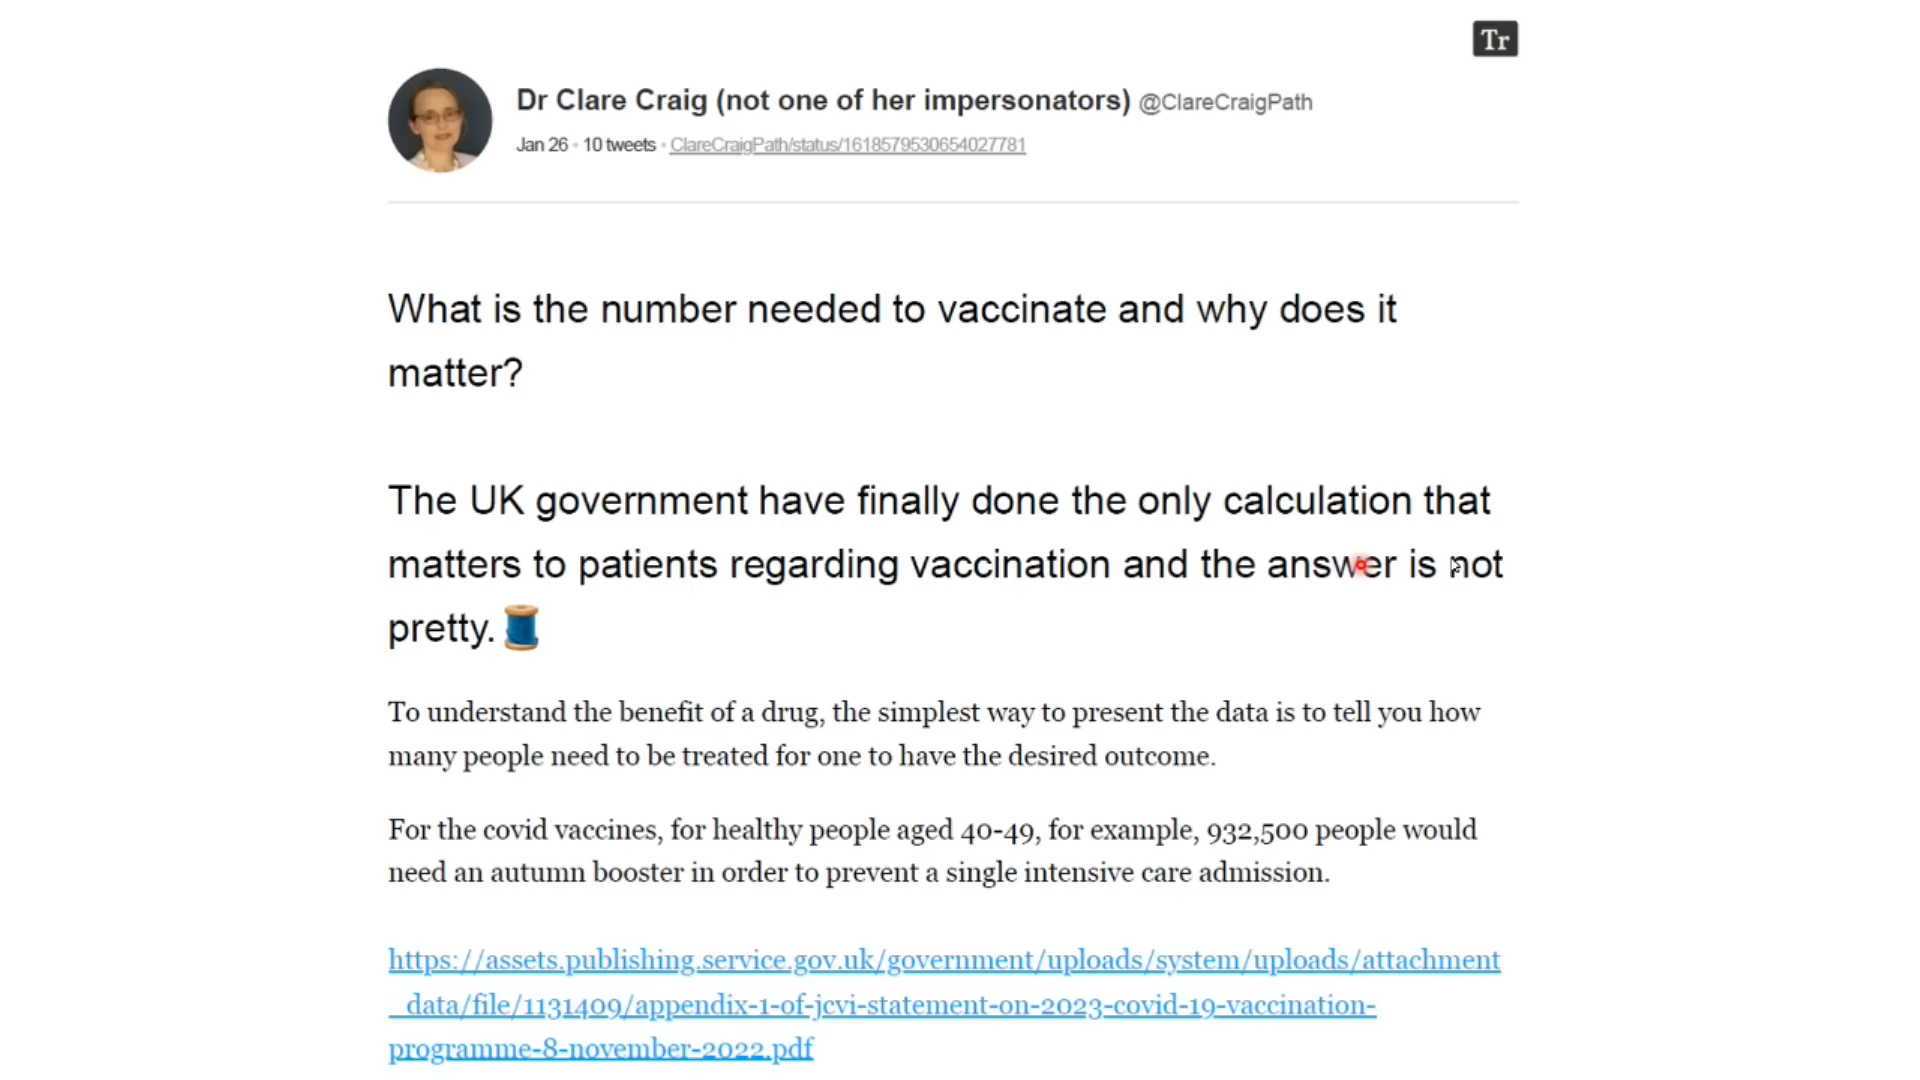 Tr
Dr Clare Craig (not one of her impersonators) @ClareCraigPath
Jan 26 • 10 tweets • ClareCraigPath/status/1618579530654027781
What is the number needed to vaccinate and why does it
matter?
The UK government have finally done the only calculation that
matters to patients regarding vaccination and the answer is not
pretty.
To understand the benefit of a drug, the simplest way to present the data is to tell you how
many people need to be treated for one to have the desired outcome.
For the covid vaccines, for healthy people aged 40-49, for example, 932,500 people would
need an autumn booster in order to prevent a single intensive care admission.
https://assets.publishing.service.gov.uk/government/uploads/system/uploads/attachment
_data/file/1131409/appendix-1-of-jcvi-statement-on-2023-covid-19-vaccination-
programme-8-november-2022.pdf